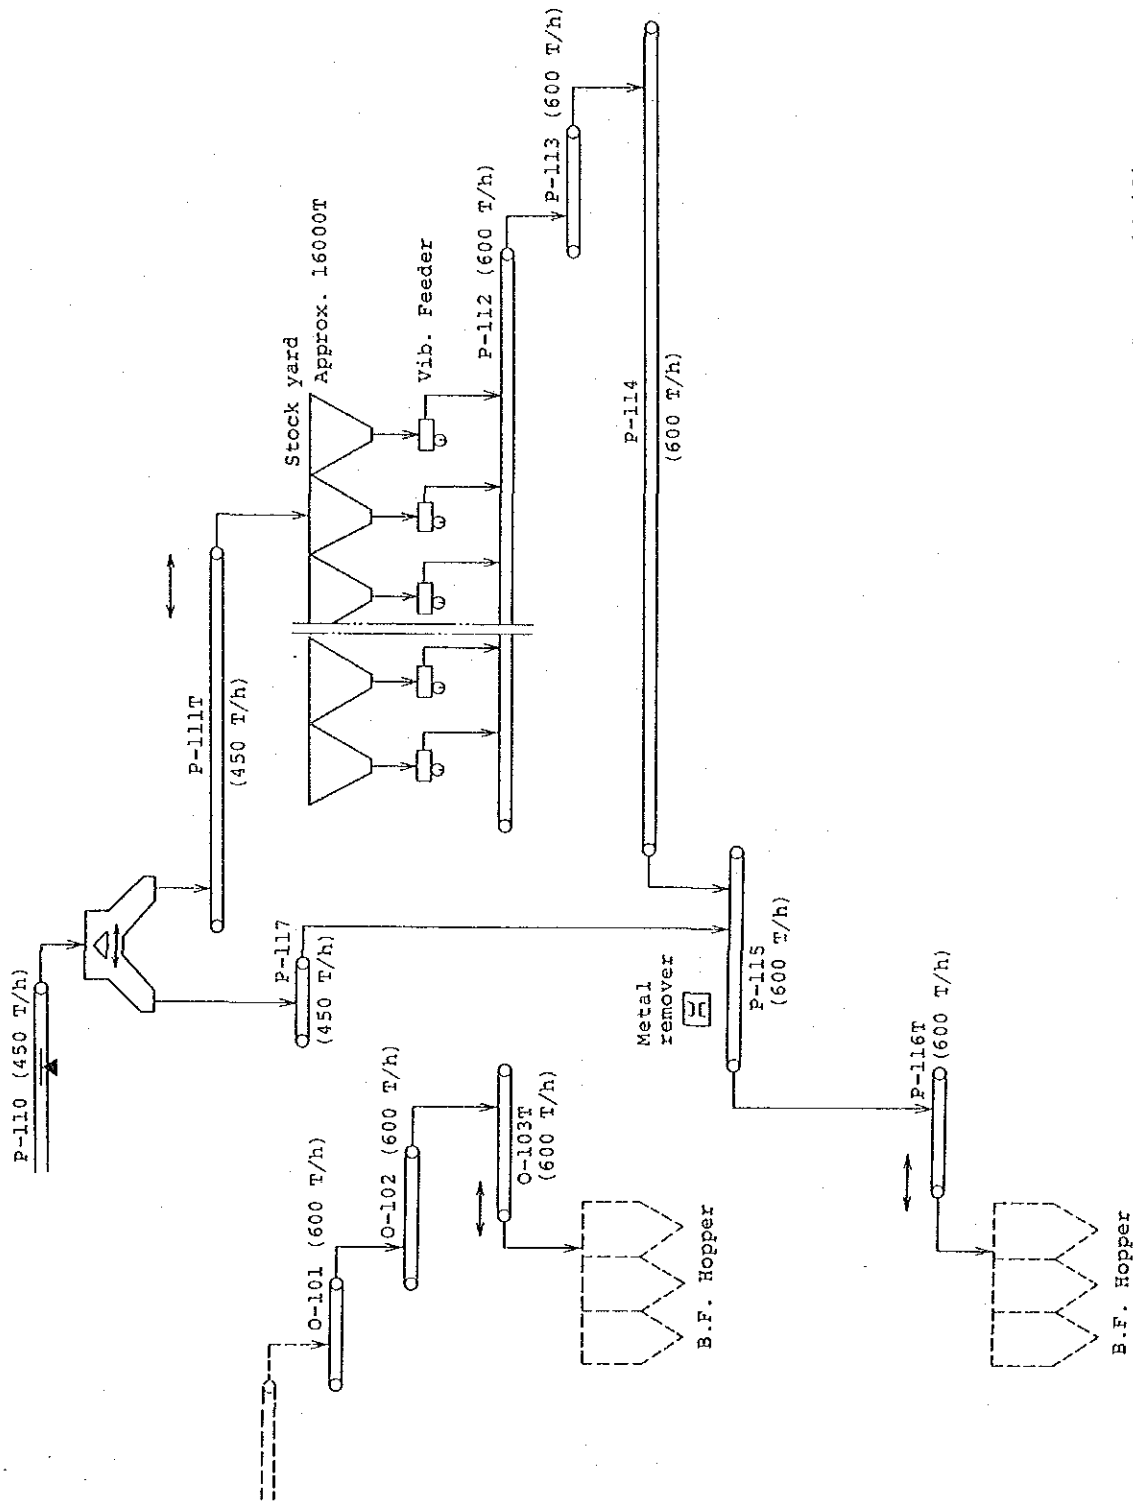 P-110 (450 T/h)
P-111T
(450 T/h)
Stock yard
Approx. 16000T
Vib. Feeder
P-112 (600 T/h)
P-113 (600 T/h)
P-114
(600 T/h)
P-117
(450 T/h)
Metal
remover
P-115
(600 T/h)
P-116T
(600 T/h)
B.F. Hopper
O-101 (600 T/h)
O-102 (600 T/h)
O-103T
(600 T/h)
B.F. Hopper